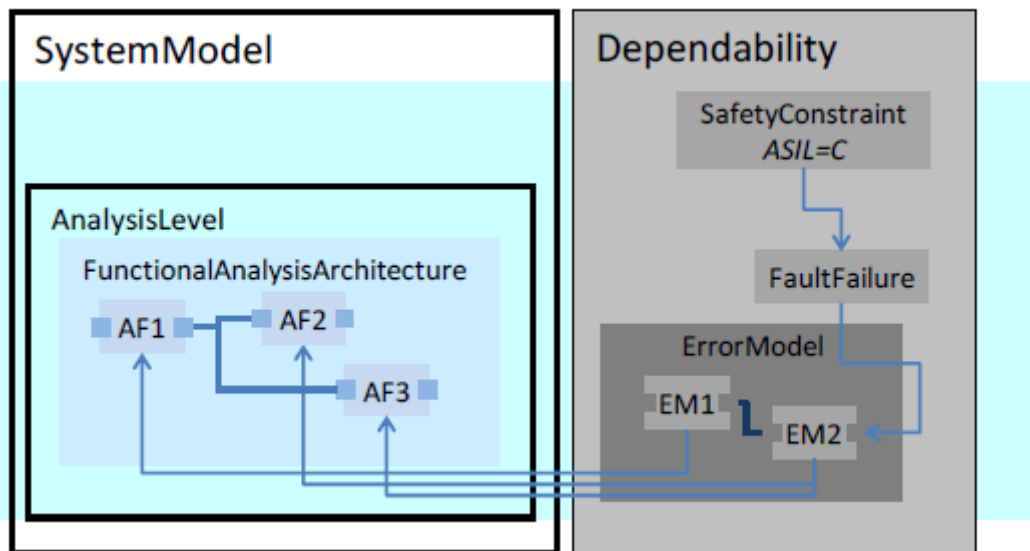 SystemModel
AnalysisLevel
FunctionalAnalysisArchitecture
AF1
AF2
AF3
Dependability
SafetyConstraint
ASIL=C
FaultFailure
ErrorModel
EM1
EM2